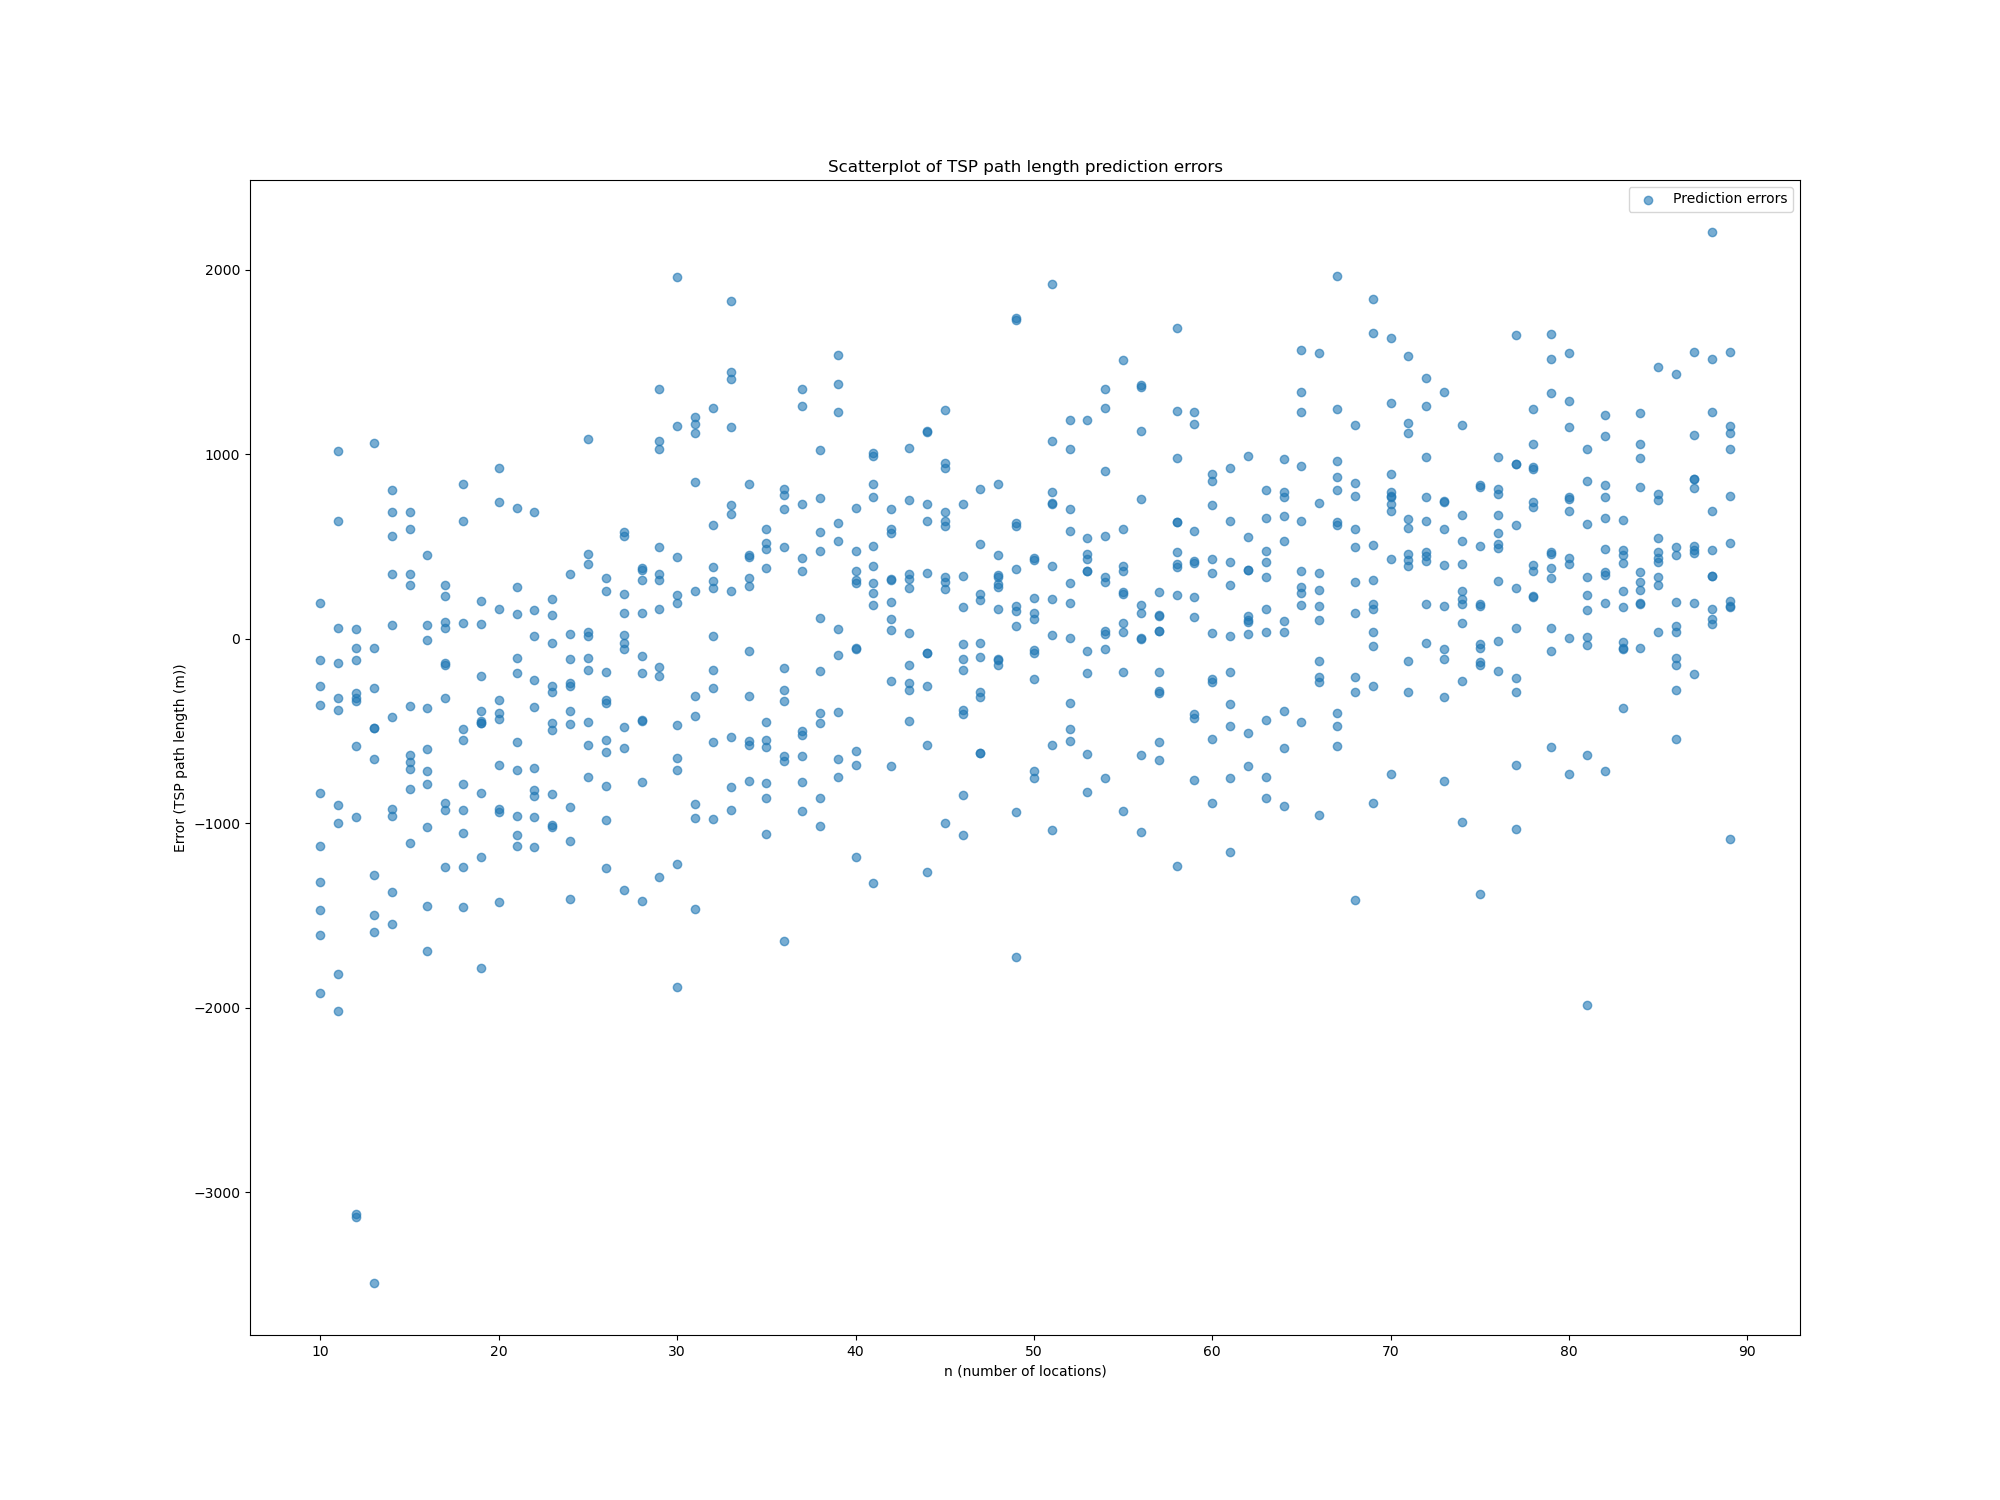 Scatterplot of TSP path length prediction errors
Prediction errors
2000
1000
0
−1000
−2000
−3000
Error (TSP path length (m))
10 20 30 40 50 60 70 80 90
n (number of locations)